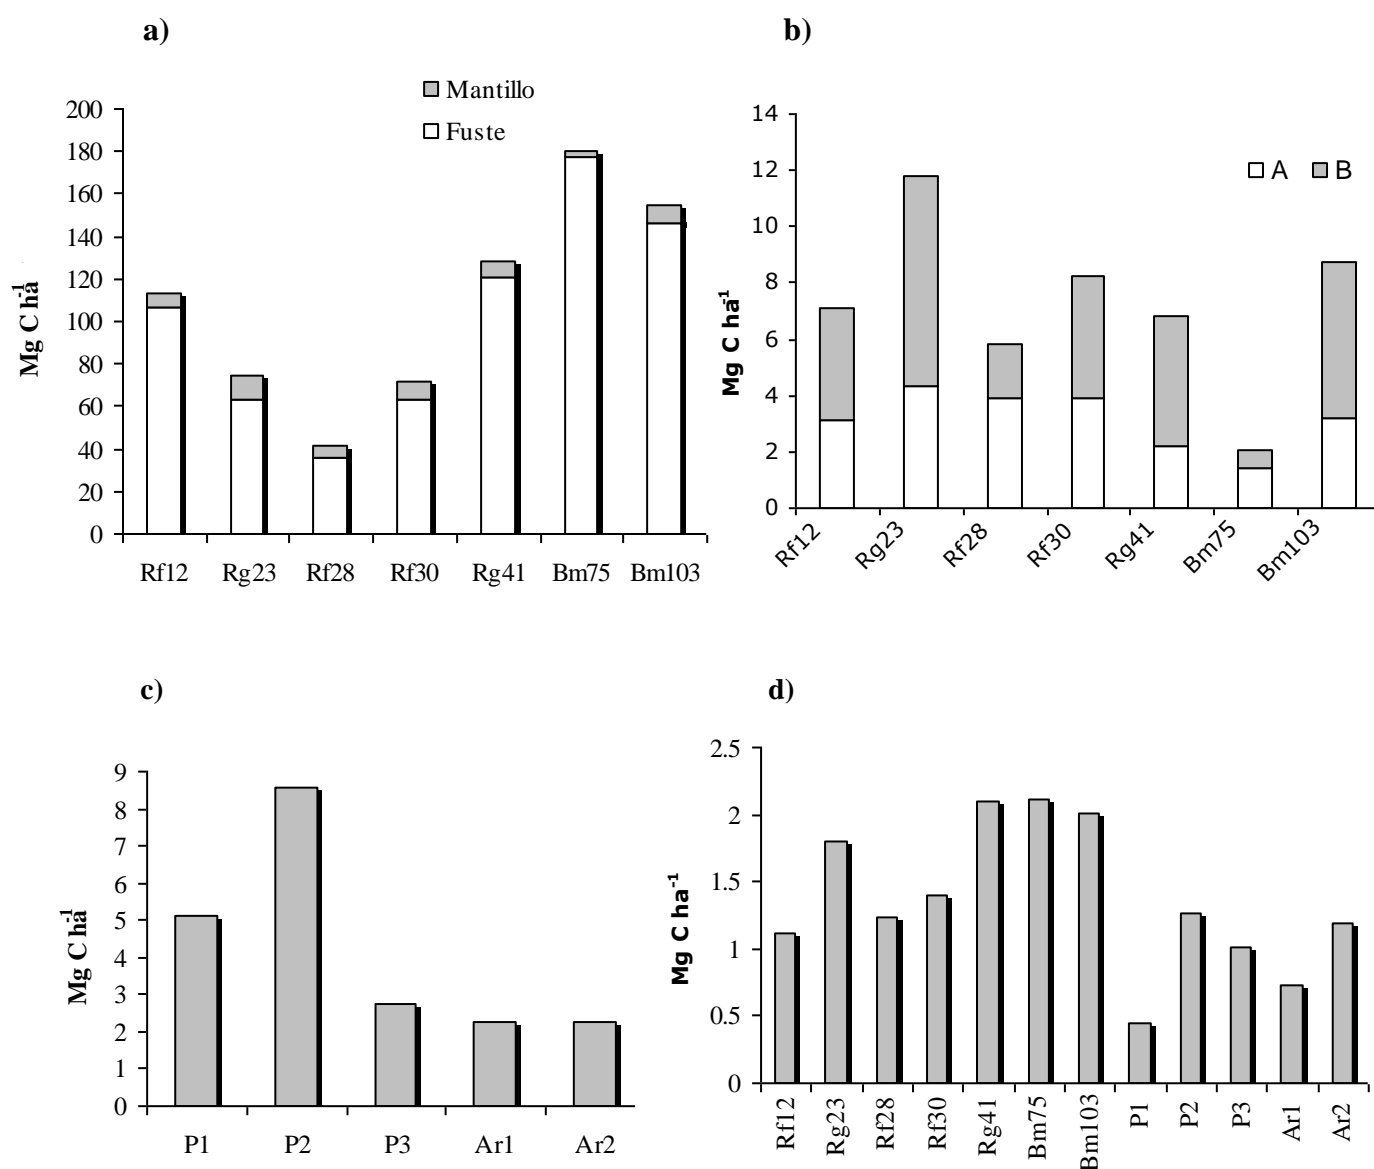 a)
Mantillo
Fuste
200
180
160
140
120
100
80
60
40
20
0
Mg C ha-1
Rf12 Rg23 Rf28 Rf30 Rg41 Bm75 Bm103
b)
A B
14
12
10
8
6
4
2
0
Mg C ha-1
Rf12 Rg23 Rf28 Rf30 Rg41 Bm75 Bm103
c)
9
8
7
6
5
4
3
2
1
0
Mg C ha-1
P1 P2 P3 Ar1 Ar2
d)
2.5
2
1.5
1
0.5
0
Mg C ha-1
Rf12 Rg23 Rf28 Rf30 Rg41 Bm75 Bm103 P1 P2 P3 Ar1 Ar2